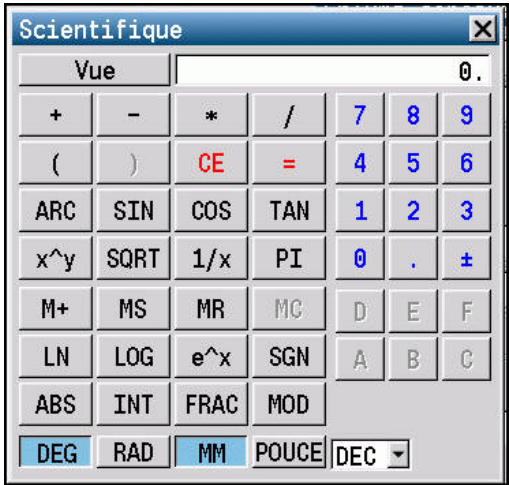 Scientifique
Vue 0.
+ - * / 7 8 9
( ) CE = 4 5 6
ARC SIN COS TAN 1 2 3
x^y SQRT 1/x PI 0 . ±
M+ MS MR MC D E F
LN LOG e^x SGN A B C
ABS INT FRAC MOD
DEG RAD MM POUCE DEC